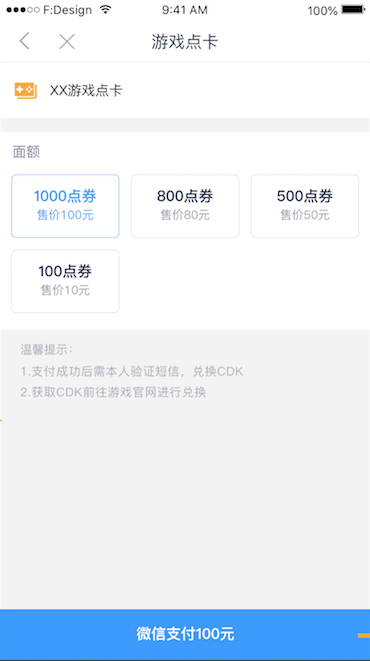 F:Design 9:41 AM 100%
游戏点卡
XX游戏点卡
面额
1000点券 800点券 500点券
售价100元 售价80元 售价50元
100点券
售价10元
温馨提示:
1.支付成功后需本人验证短信，兑换CDK
2.获取CDK前往游戏官网进行兑换
微信支付100元